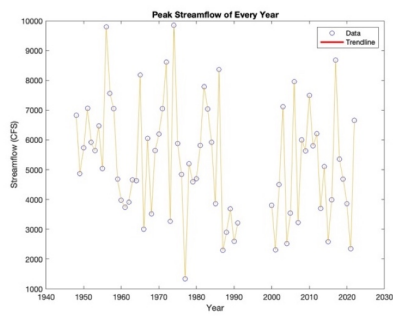 Peak Streamflow of Every Year
10000
9000
8000
7000
6000
5000
4000
3000
2000
1000
Streamflow (CFS)
Data
Trendline
1940 1950 1960 1970 1980 1990 2000 2010 2020 2030
Year